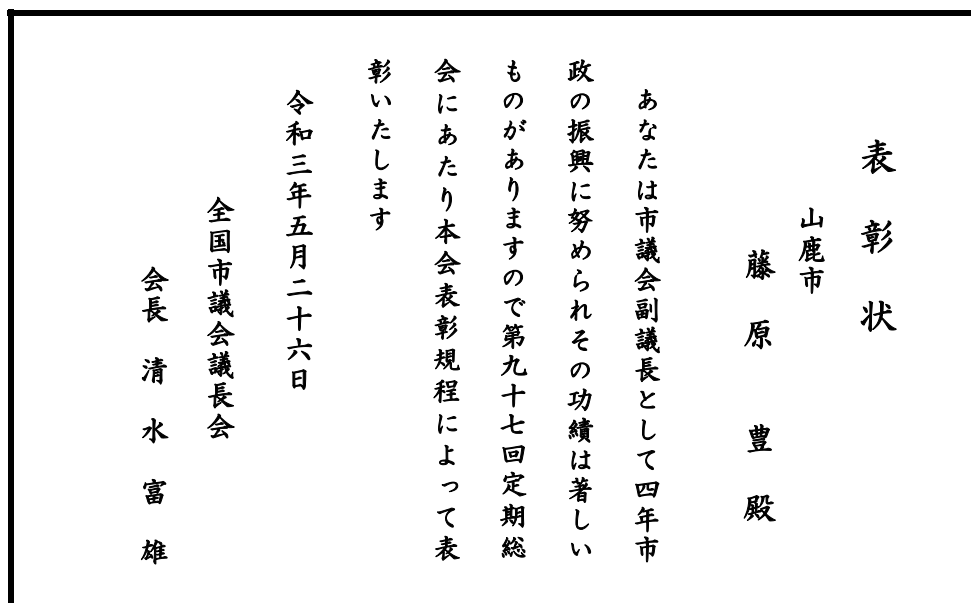 表彰状
山鹿市
藤原 豊 殿
あなたは市議会副議長として四年市
政の振興に努められその功績は著しい
ものがありますので第九十七回定期総
会にあたり本会表彰規程によって表
彰いたします
令和三年五月二十六日
全国市議会議長会
会長 清水富雄